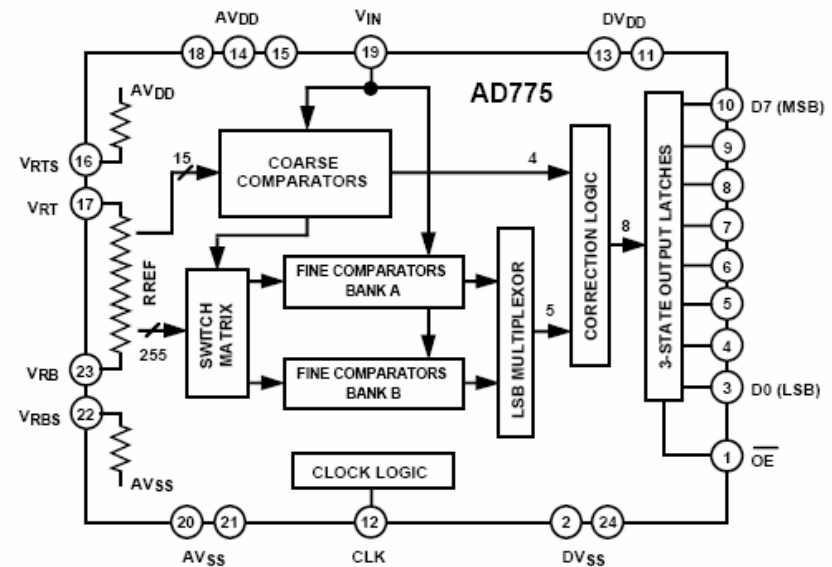 AVDD
VIN
DVDD
18 14 15 19 13 11
AVDD
AD775
VRTS 16
15
COARSE
COMPARATORS
4
CORRECTION LOGIC
8
3-STATE OUTPUT LATCHES
10 D7 (MSB)
9
8
7
6
5
4
3 D0 (LSB)
1 OE
VRT 17
RREF
255
SWITCH
MATRIX
FINE COMPARATORS
BANK A
FINE COMPARATORS
BANK B
LSB MULTIPLEXOR
5
VRB 23
VRBS 22
AVSS
CLOCK LOGIC
20 21 12 2 24
AVSS
CLK
DVSS